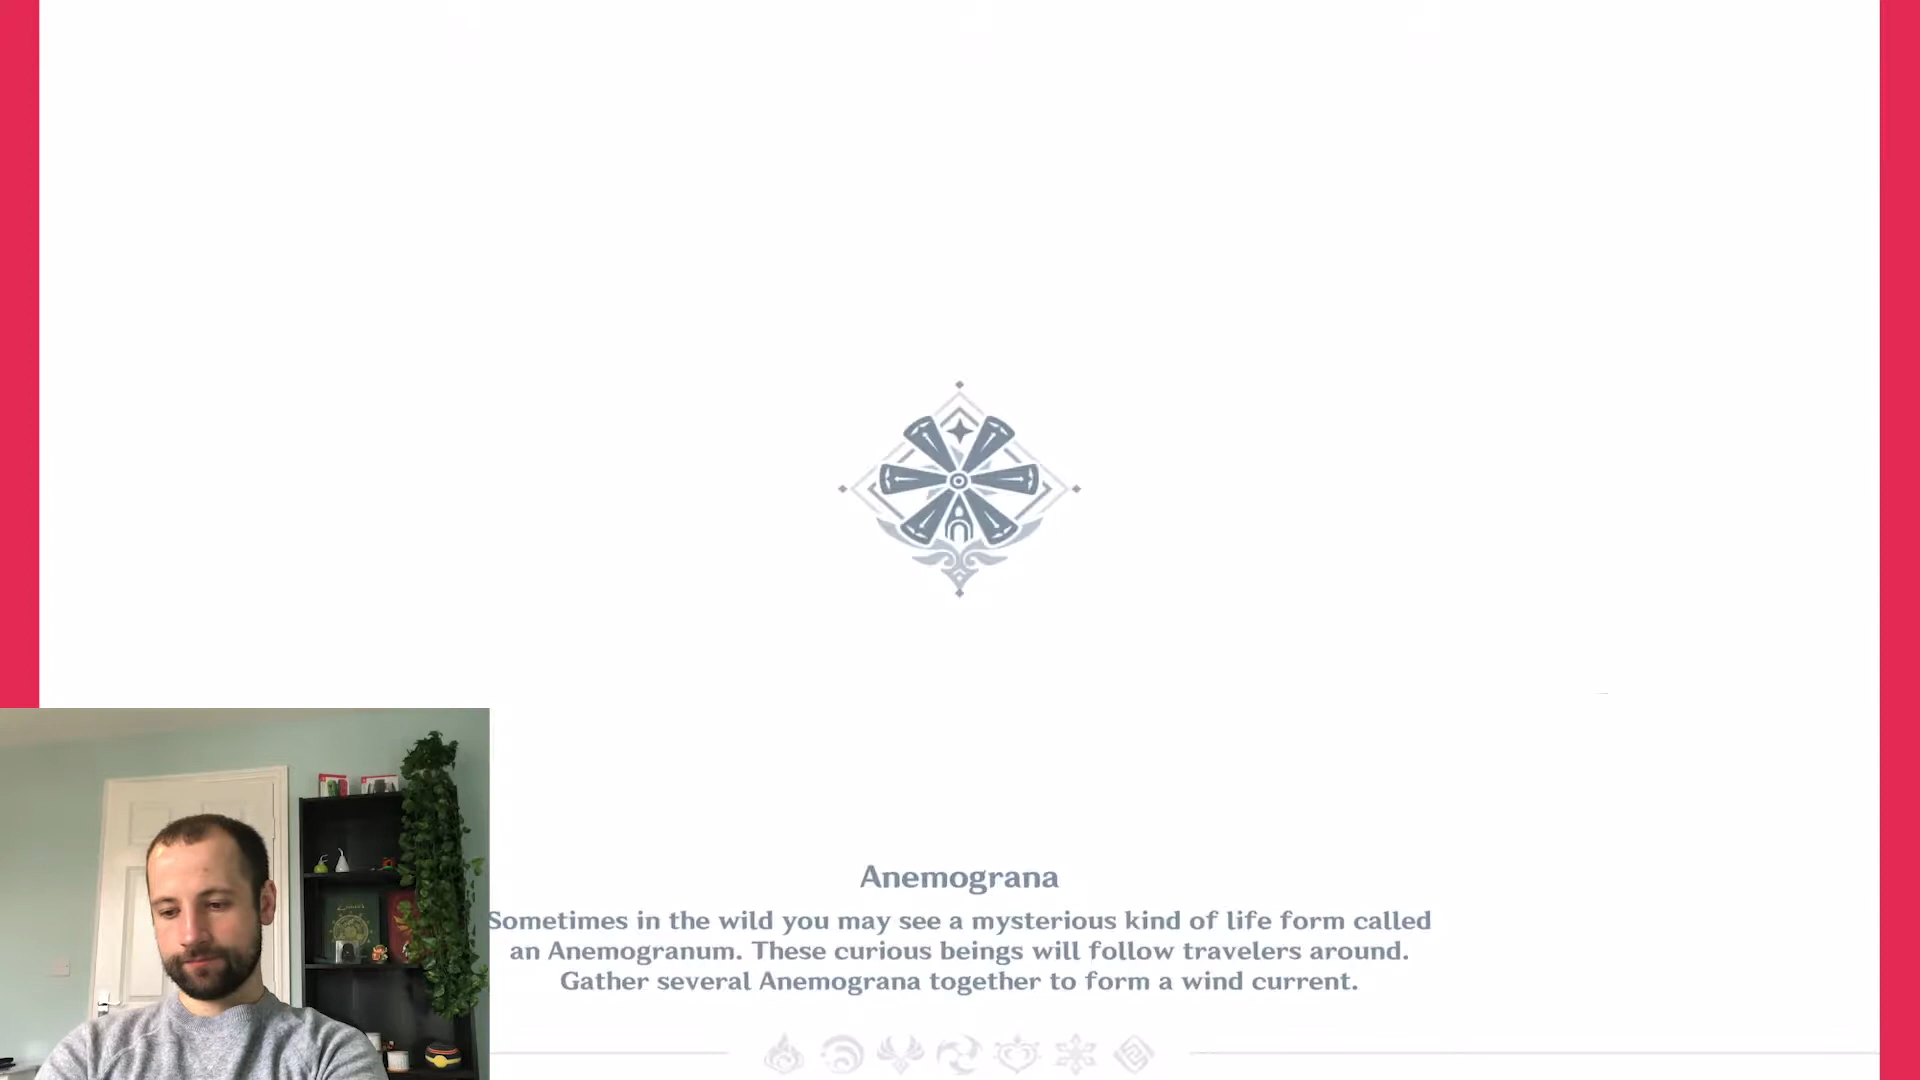 Anemograna
Sometimes in the wild you may see a mysterious kind of life form called
an Anemogranum. These curious beings will follow travelers around.
Gather several Anemograna together to form a wind current.